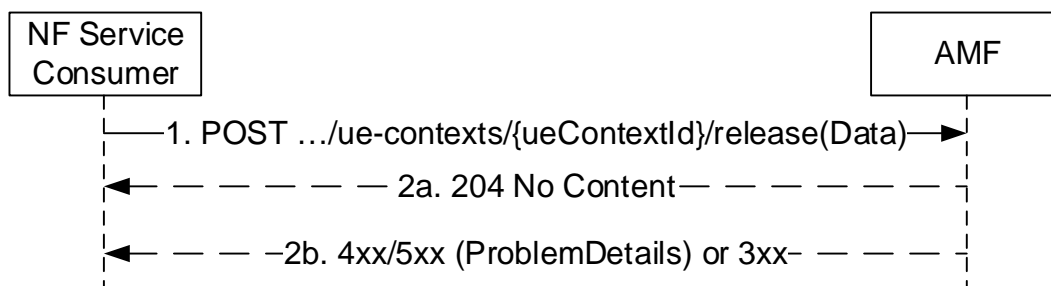 NF Service
Consumer
AMF
1. POST …/ue-contexts/{ueContextId}/release(Data)
2a. 204 No Content
2b. 4xx/5xx (ProblemDetails) or 3xx